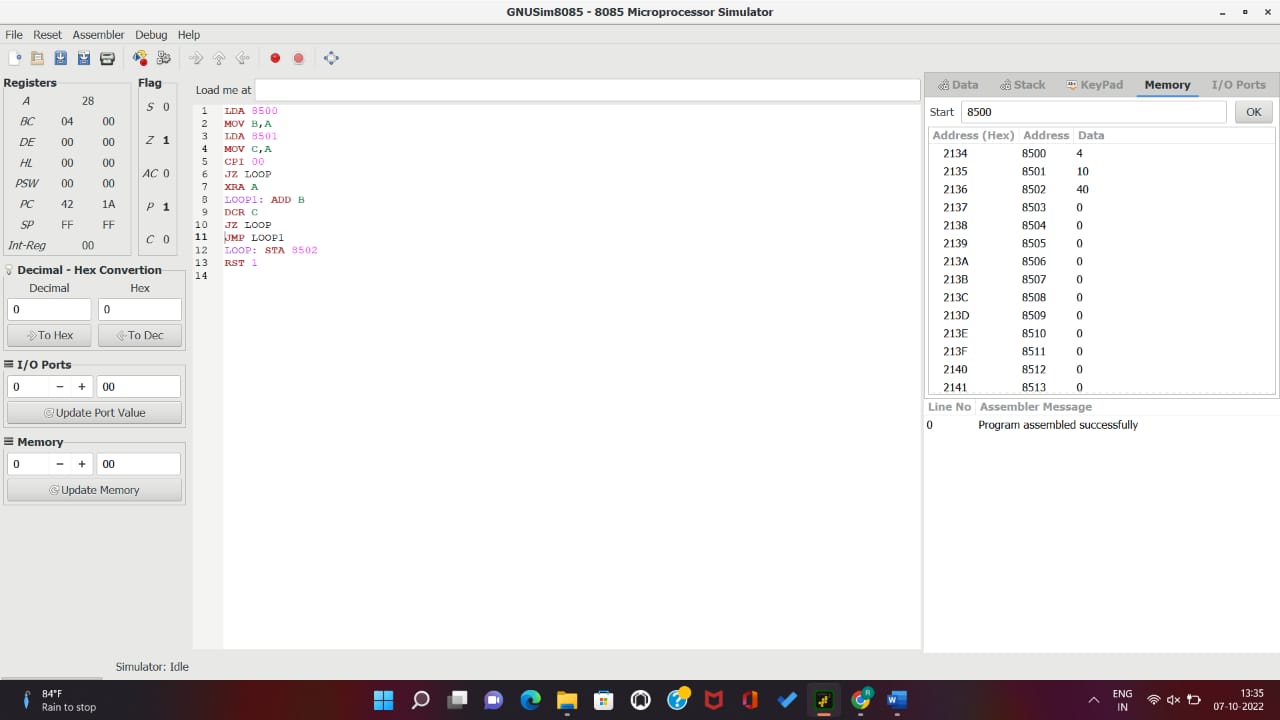 GNUSim8085 - 8085 Microprocessor Simulator
File Reset Assembler Debug Help
Registers
A 28
BC 04 00
DE 00 00
HL 00 00
PSW 00 00
PC 42 1A
SP FF FF
Int-Reg 00
Flag
S 0
Z 1
AC 0
P 1
C 0
Decimal - Hex Convertion
Decimal Hex
0 0
To Hex To Dec
I/O Ports
0 − + 00
Update Port Value
Memory
0 − + 00
Update Memory
Load me at
1 LDA 8500
2 MOV B,A
3 LDA 8501
4 MOV C,A
5 CPI 00
6 JZ LOOP
7 XRA A
8 LOOP1: ADD B
9 DCR C
10 JZ LOOP
11 JMP LOOP1
12 LOOP: STA 8502
13 RST 1
14
Data Stack KeyPad Memory I/O Ports
Start 8500 OK
Address (Hex) Address Data
2134 8500 4
2135 8501 10
2136 8502 40
2137 8503 0
2138 8504 0
2139 8505 0
213A 8506 0
213B 8507 0
213C 8508 0
213D 8509 0
213E 8510 0
213F 8511 0
2140 8512 0
2141 8513 0
Line No Assembler Message
0 Program assembled successfully
Simulator: Idle
84°F
Rain to stop
ENG
IN
13:35
07-10-2022